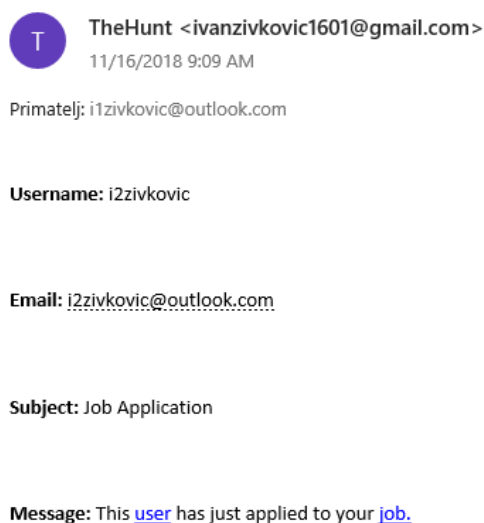 T
TheHunt <ivanzivkovic1601@gmail.com>
11/16/2018 9:09 AM
Primatelj: i1zivkovic@outlook.com
Username: i2zivkovic
Email: i2zivkovic@outlook.com
Subject: Job Application
Message: This user has just applied to your job.